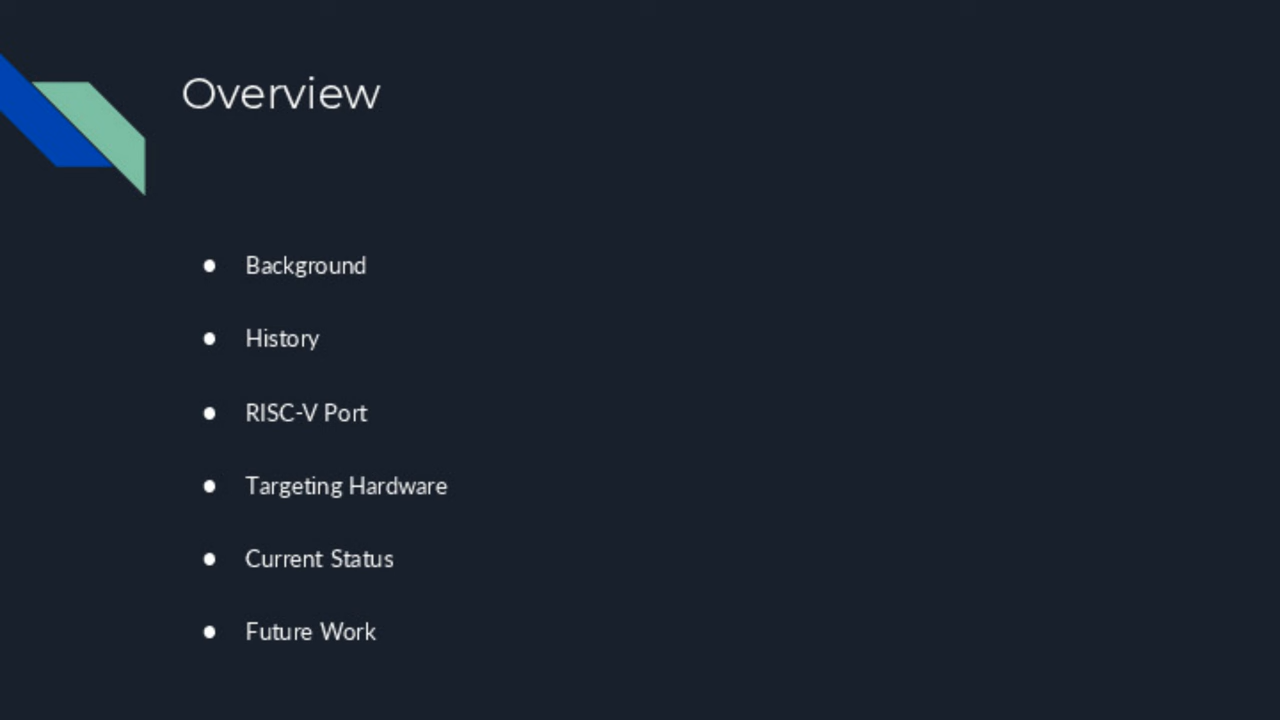 Overview
● Background
● History
● RISC-V Port
● Targeting Hardware
● Current Status
● Future Work